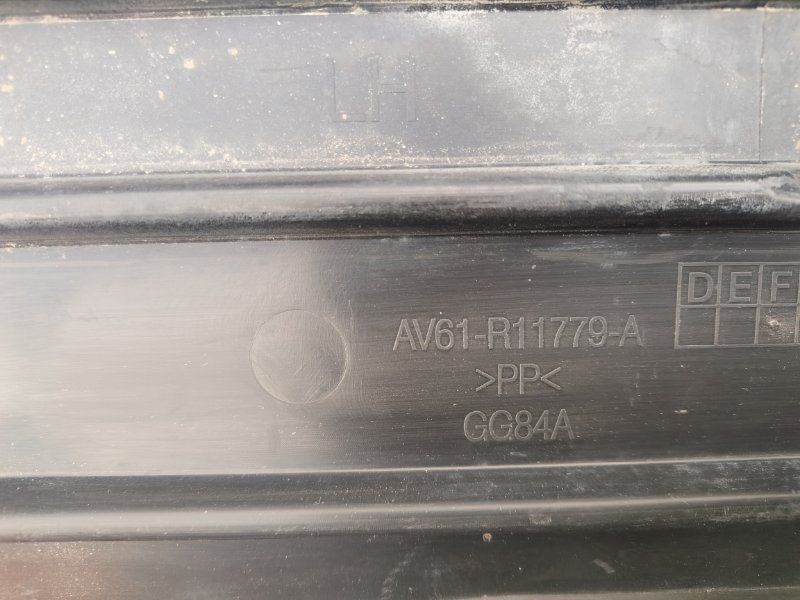 LH
DEF
AV61-R11779-A
>PP<
GG84A